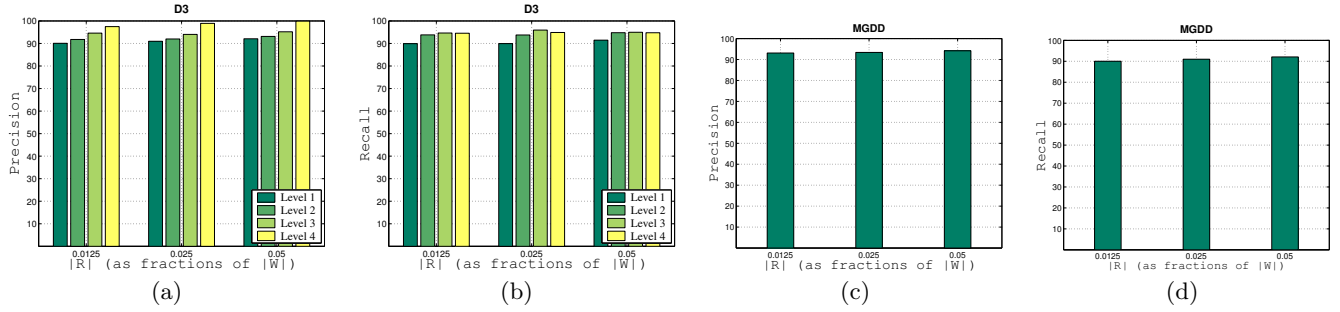 D3
100
90
80
70
60
50
40
30
20
10
Precision
0.0125 0.025 0.05
|R| (as fractions of |W|)
Level 1
Level 2
Level 3
Level 4
(a)
D3
100
90
80
70
60
50
40
30
20
10
Recall
0.0125 0.025 0.05
|R| (as fractions of |W|)
Level 1
Level 2
Level 3
Level 4
(b)
MGDD
100
90
80
70
60
50
40
30
20
10
Precision
0.0125 0.025 0.05
|R| (as fractions of |W|)
(c)
MGDD
100
90
80
70
60
50
40
30
20
10
Recall
0.0125 0.025 0.05
|R| (as fractions of |W|)
(d)